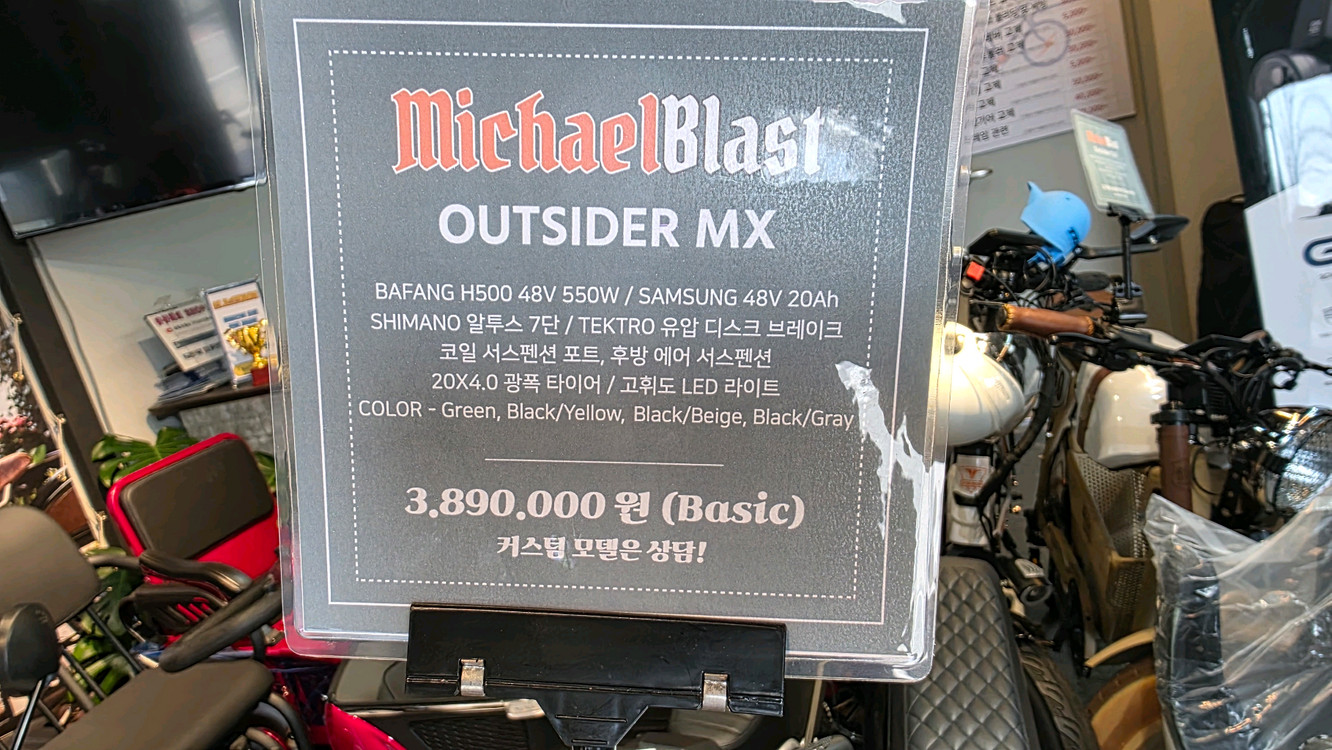 MichaelBlast
OUTSIDER MX
BAFANG H500 48V 550W / SAMSUNG 48V 20Ah
SHIMANO 알투스 7단 / TEKTRO 유압 디스크 브레이크
코일 서스펜션 포트, 후방 에어 서스펜션
20X4.0 광폭 타이어 / 고휘도 LED 라이트
COLOR - Green, Black/Yellow, Black/Beige, Black/Gray
3.890.000 원 (Basic)
커스텀 모델은 상담!